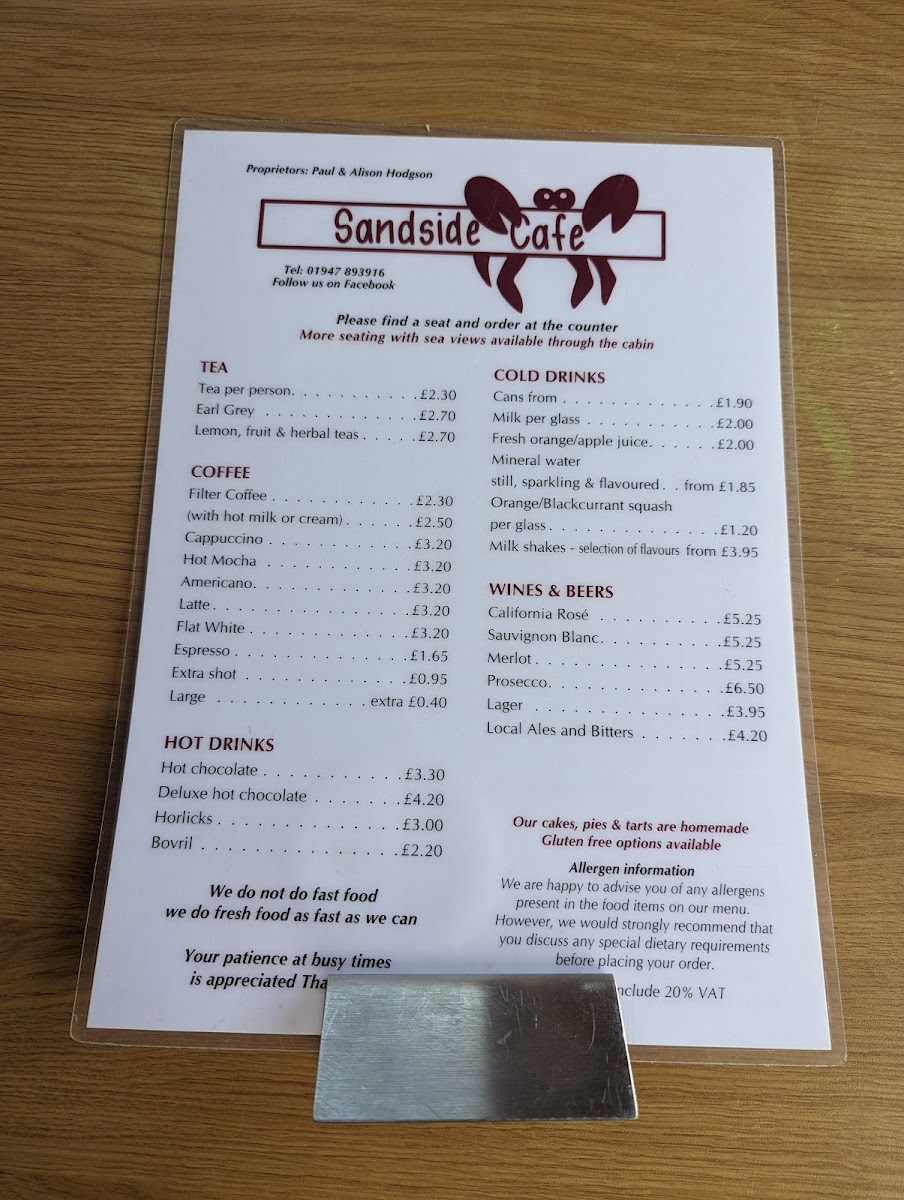 Proprietors: Paul & Alison Hodgson
Sandside Cafe
Tel: 01947 893916
Follow us on Facebook
Please find a seat and order at the counter
More seating with sea views available through the cabin
TEA
Tea per person. . . . . . . . . . . .£2.30
Earl Grey . . . . . . . . . . . . .£2.70
Lemon, fruit & herbal teas . . . . .£2.70
COFFEE
Filter Coffee . . . . . . . . . . . .£2.30
(with hot milk or cream) . . . . . .£2.50
Cappuccino . . . . . . . . . . . .£3.20
Hot Mocha . . . . . . . . . . . .£3.20
Americano. . . . . . . . . . . . .£3.20
Latte. . . . . . . . . . . . . . .£3.20
Flat White . . . . . . . . . . . .£3.20
Espresso . . . . . . . . . . . . .£1.65
Extra shot . . . . . . . . . . . .£0.95
Large . . . . . . . . . . . . extra £0.40
HOT DRINKS
Hot chocolate . . . . . . . . . . .£3.30
Deluxe hot chocolate . . . . . . .£4.20
Horlicks . . . . . . . . . . . . .£3.00
Bovril . . . . . . . . . . . . . . .£2.20
We do not do fast food
we do fresh food as fast as we can
Your patience at busy times
is appreciated
COLD DRINKS
Cans from . . . . . . . . . . . . .£1.90
Milk per glass . . . . . . . . . . .£2.00
Fresh orange/apple juice. . . . . .£2.00
Mineral water
still, sparkling & flavoured . . from £1.85
Orange/Blackcurrant squash
per glass . . . . . . . . . . . . . .£1.20
Milk shakes - selection of flavours from £3.95
WINES & BEERS
California Rosé . . . . . . . . . .£5.25
Sauvignon Blanc. . . . . . . . . .£5.25
Merlot . . . . . . . . . . . . . . .£5.25
Prosecco. . . . . . . . . . . . . .£6.50
Lager . . . . . . . . . . . . . . .£3.95
Local Ales and Bitters . . . . . . .£4.20
Our cakes, pies & tarts are homemade
Gluten free options available
Allergen information
We are happy to advise you of any allergens
present in the food items on our menu.
However, we would strongly recommend that
you discuss any special dietary requirements
before placing your order.
include 20% VAT